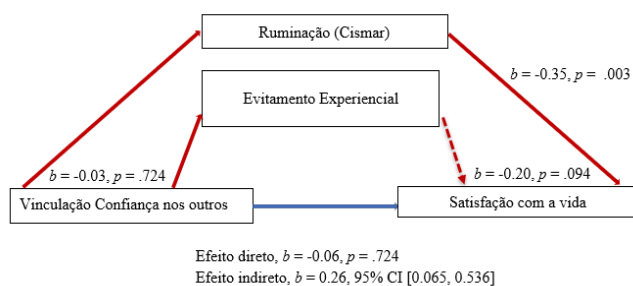 Ruminação (Cismar)
b = -0.35, p = .003
Evitamento Experiencial
b = -0.03, p = .724
b = -0.20, p = .094
Vinculação Confiança nos outros
Satisfação com a vida
Efeito direto, b = -0.06, p = .724
Efeito indireto, b = 0.26, 95% CI [0.065, 0.536]